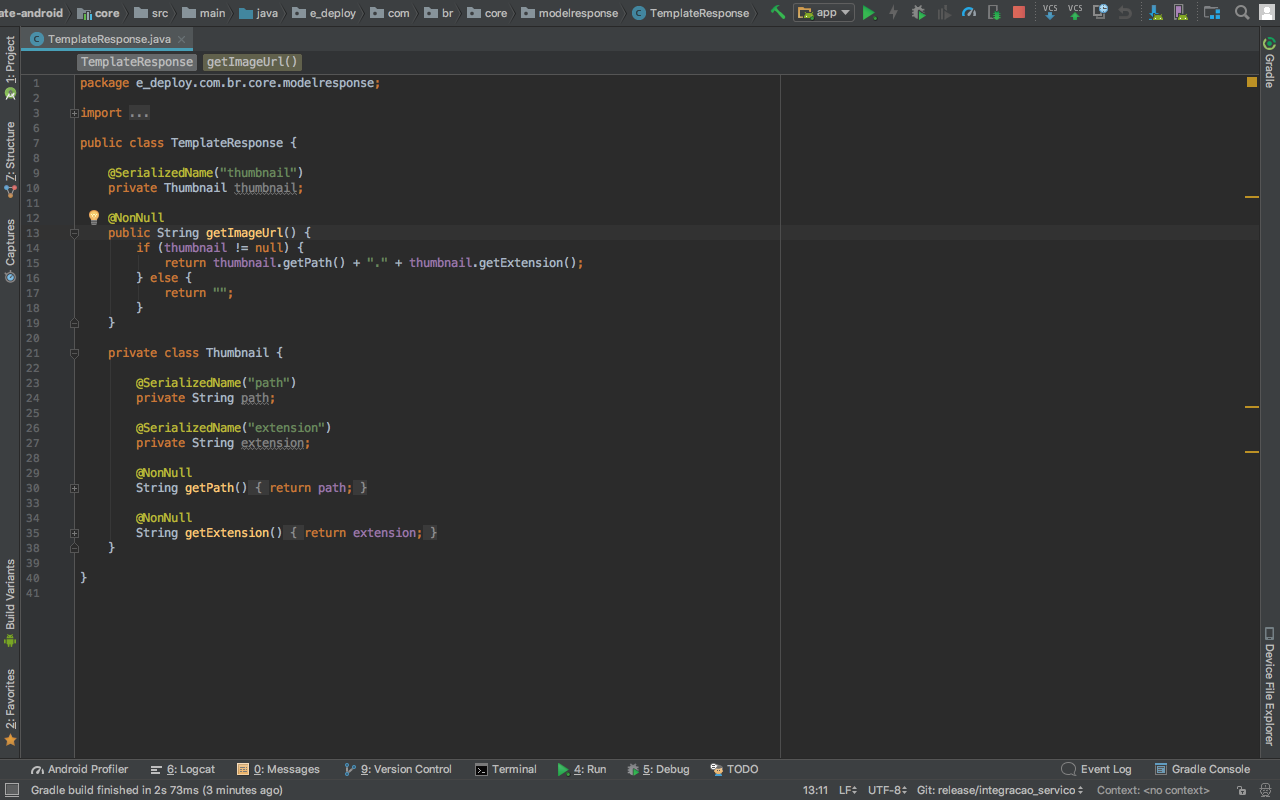 ate-android core src main java e_deploy com br core modelresponse TemplateResponse app VCS VCS
TemplateResponse.java
TemplateResponse getImageUrl()
1 package e_deploy.com.br.core.modelresponse;
2
3 import ...
6
7 public class TemplateResponse {
8
9 @SerializedName("thumbnail")
10 private Thumbnail thumbnail;
11
12 @NonNull
13 public String getImageUrl() {
14 if (thumbnail != null) {
15 return thumbnail.getPath() + "." + thumbnail.getExtension();
16 } else {
17 return "";
18 }
19 }
20
21 private class Thumbnail {
22
23 @SerializedName("path")
24 private String path;
25
26 @SerializedName("extension")
27 private String extension;
28
29 @NonNull
30 String getPath() { return path; }
33
34 @NonNull
35 String getExtension() { return extension; }
38 }
39
40 }
41
1: Project
7: Structure
Captures
Build Variants
2: Favorites
Gradle
Device File Explorer
Android Profiler 6: Logcat 0: Messages 9: Version Control Terminal 4: Run 5: Debug TODO Event Log Gradle Console
Gradle build finished in 2s 73ms (3 minutes ago) 13:11 LF UTF-8 Git: release/integracao_servico Context: <no context>